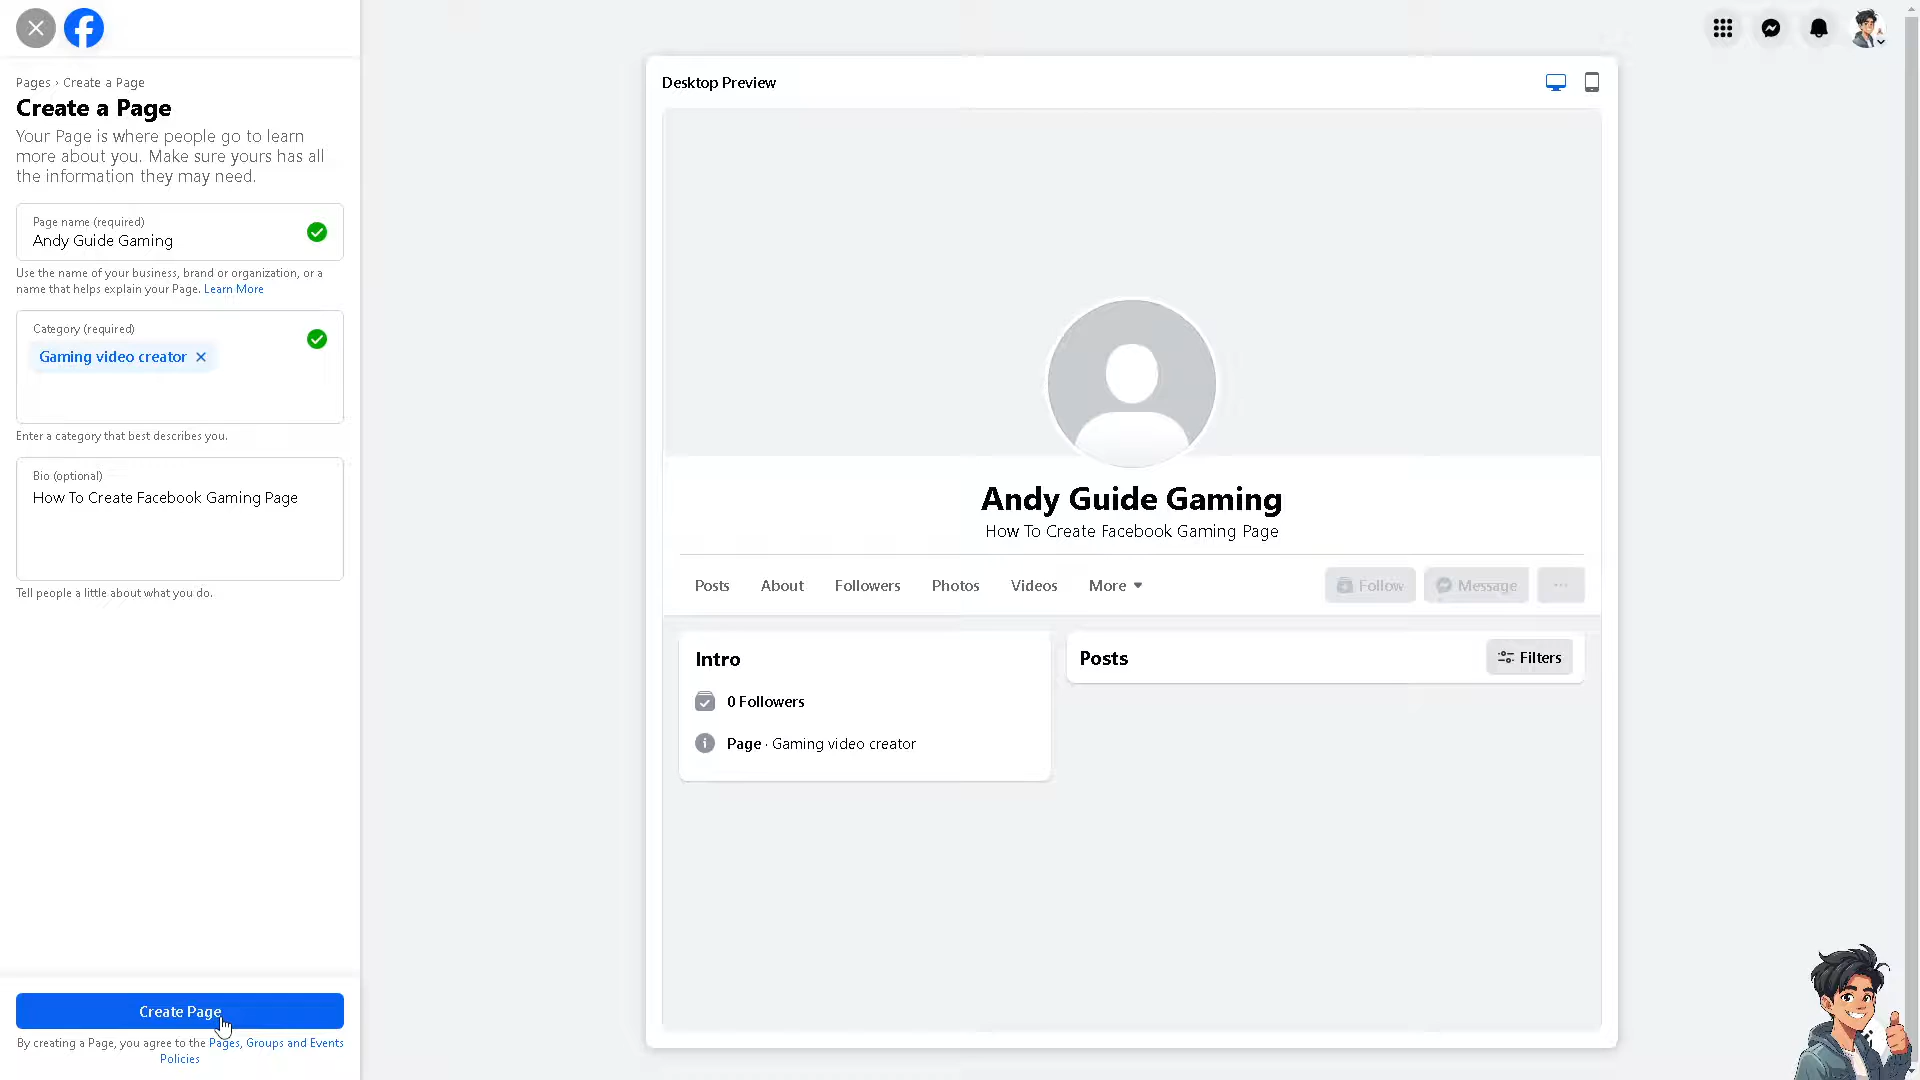 Pages › Create a Page
Create a Page
Your Page is where people go to learn
more about you. Make sure yours has all
the information they may need.
Page name (required)
Andy Guide Gaming
Use the name of your business, brand or organization, or a
name that helps explain your Page. Learn More
Category (required)
Gaming video creator
Enter a category that best describes you.
Bio (optional)
How To Create Facebook Gaming Page
Tell people a little about what you do.
Create Page
By creating a Page, you agree to the Pages, Groups and Events
Policies
Desktop Preview
Andy Guide Gaming
How To Create Facebook Gaming Page
Posts About Followers Photos Videos More Follow Message
Intro
0 Followers
Page · Gaming video creator
Posts Filters